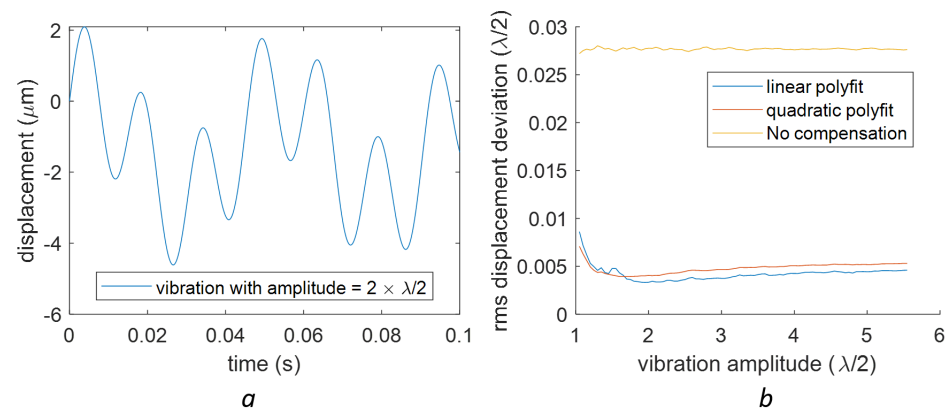 2
0
-2
-4
-6
displacement (μm)
vibration with amplitude = 2 × λ/2
0
0.02
0.04
0.06
0.08
0.1
time (s)
a
0.03
0.025
0.02
0.015
0.01
0.005
0
rms displacement deviation (λ/2)
linear polyfit
quadratic polyfit
No compensation
1
2
3
4
5
6
vibration amplitude (λ/2)
b